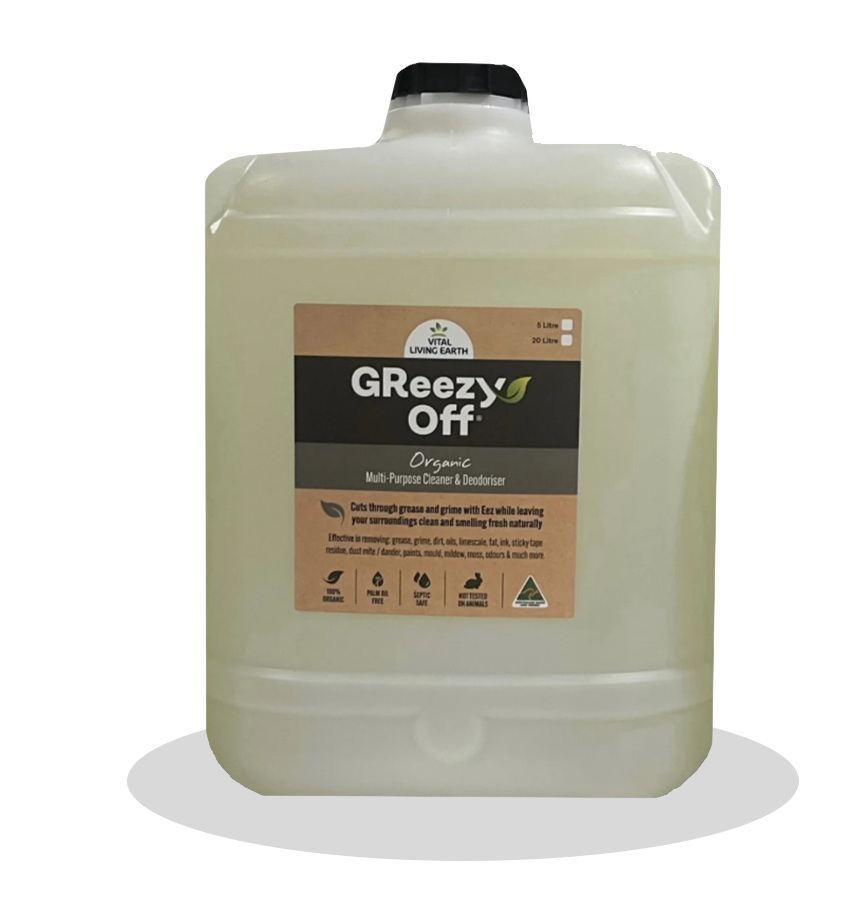 VITAL
LIVING EARTH
5 Litre
20 Litre
GReezy
Off®
Organic
Multi-Purpose Cleaner & Deodoriser
Cuts through grease and grime with Eez while leaving
your surroundings clean and smelling fresh naturally
Effective in removing: grease, grime, dirt, oils, limescale, fat, ink, sticky tape
residue, dust mite / dander, paints, mould, mildew, moss, odours & much more.
100%
ORGANIC
PALM OIL
FREE
SEPTIC
SAFE
NOT TESTED
ON ANIMALS